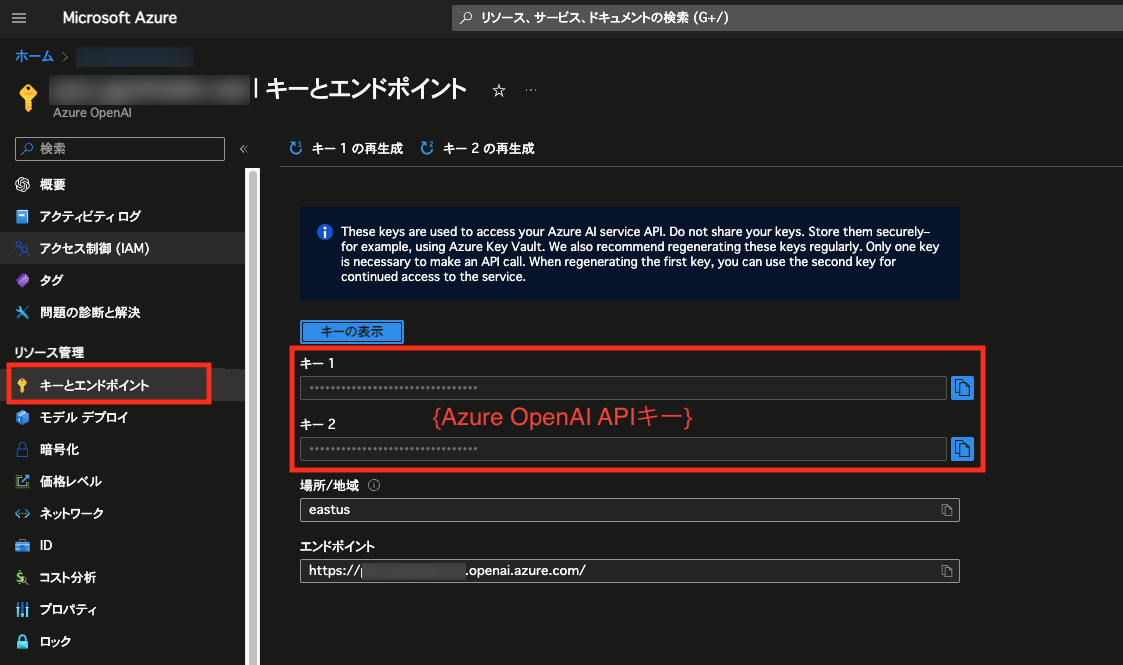 Microsoft Azure
リソース、サービス、ドキュメントの検索 (G+/)
ホーム >
| キーとエンドポイント ☆ …
Azure OpenAI
検索 «
キー 1 の再生成 キー 2 の再生成
概要
アクティビティ ログ
アクセス制御 (IAM)
タグ
問題の診断と解決
リソース管理
キーとエンドポイント
モデル デプロイ
暗号化
価格レベル
ネットワーク
ID
コスト分析
プロパティ
ロック
These keys are used to access your Azure AI service API. Do not share your keys. Store them securely–
for example, using Azure Key Vault. We also recommend regenerating these keys regularly. Only one key
is necessary to make an API call. When regenerating the first key, you can use the second key for
continued access to the service.
キーの表示
キー 1
••••••••••••••••••••••••••••••••
{Azure OpenAI APIキー}
キー 2
••••••••••••••••••••••••••••••••
場所/地域
eastus
エンドポイント
https:// .openai.azure.com/